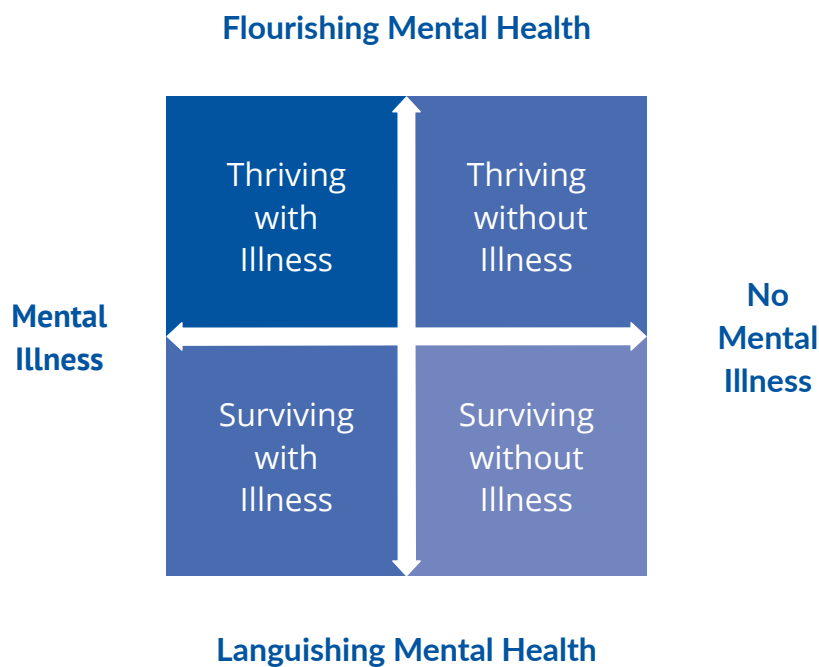 Flourishing Mental Health
Thriving
with
Illness
Thriving
without
Illness
Mental
Illness
No
Mental
Illness
Surviving
with
Illness
Surviving
without
Illness
Languishing Mental Health